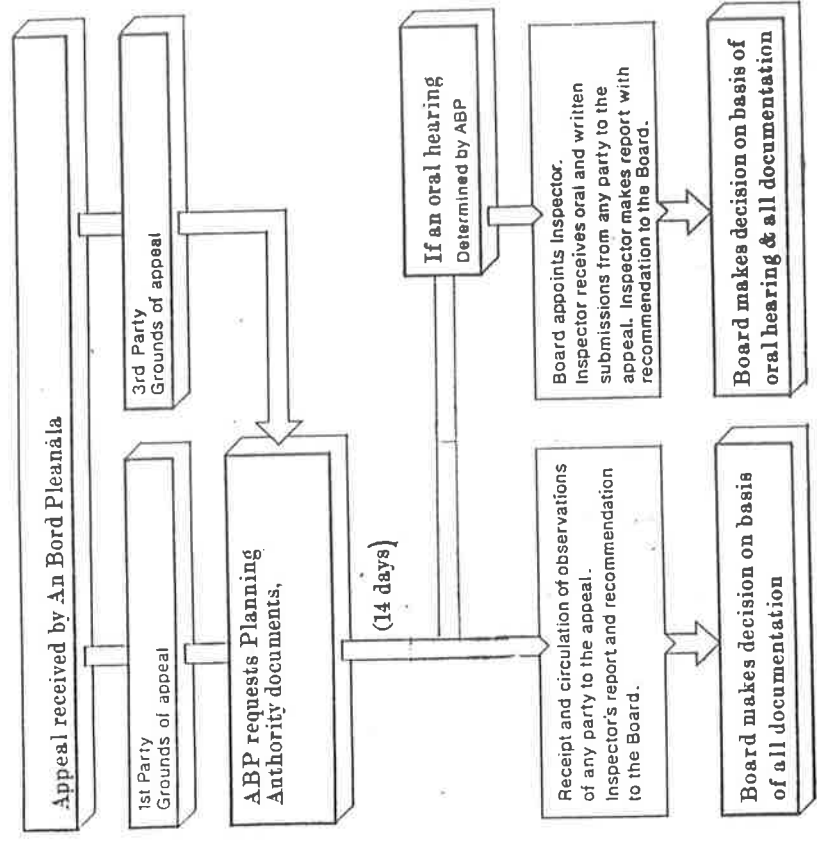 Appeal received by An Bord Pleanála
1st Party
Grounds of appeal
3rd Party
Grounds of appeal
ABP requests Planning
Authority documents,
(14 days)
If an oral hearing
Determined by ABP
Receipt and circulation of observations
of any party to the appeal.
Inspector's report and recommendation
to the Board.
Board appoints Inspector.
Inspector receives oral and written
submissions from any party to the
appeal. Inspector makes report with
recommendation to the Board.
Board makes decision on basis
of all documentation
Board makes decision on basis of
oral hearing & all documentation